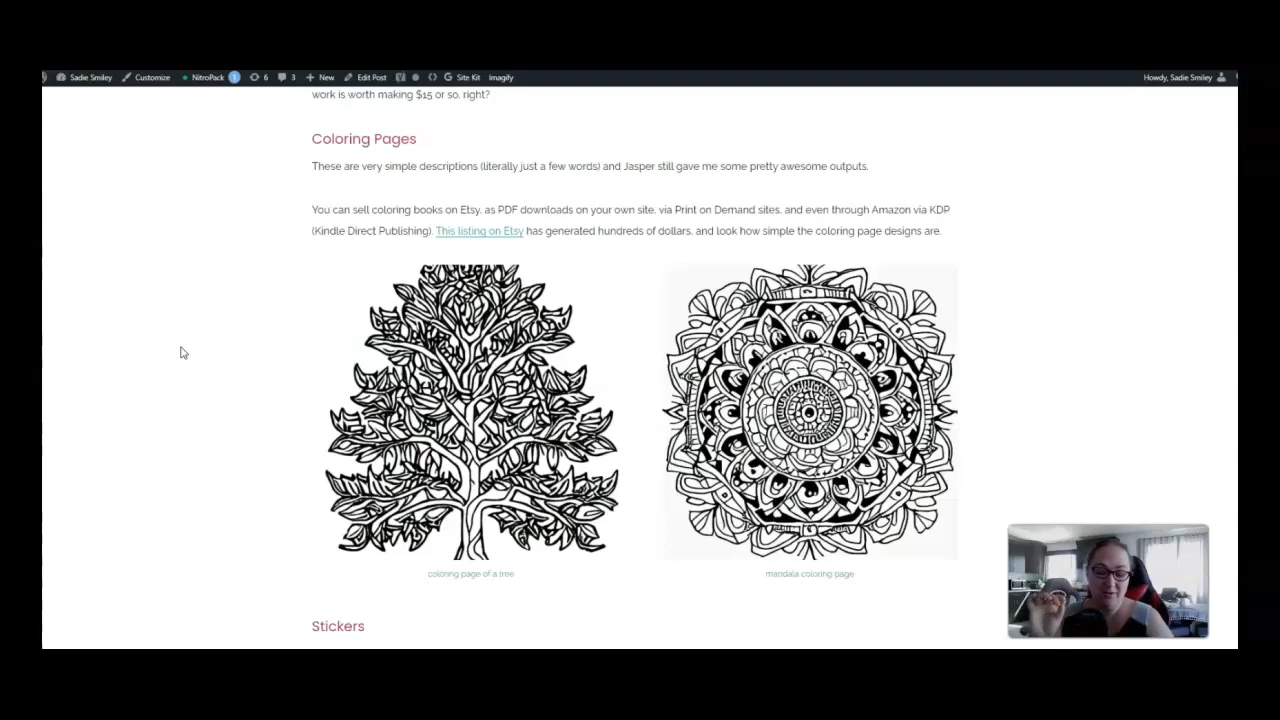 Sadie Smiley Customize NitroPack 1 6 3 New Edit Post Site Kit Imagify Howdy, Sadie Smiley
work is worth making $15 or so, right?
Coloring Pages
These are very simple descriptions (literally just a few words) and Jasper still gave me some pretty awesome outputs.
You can sell coloring books on Etsy, as PDF downloads on your own site, via Print on Demand sites, and even through Amazon via KDP
(Kindle Direct Publishing). This listing on Etsy has generated hundreds of dollars, and look how simple the coloring page designs are.
coloring page of a tree
mandala coloring page
Stickers